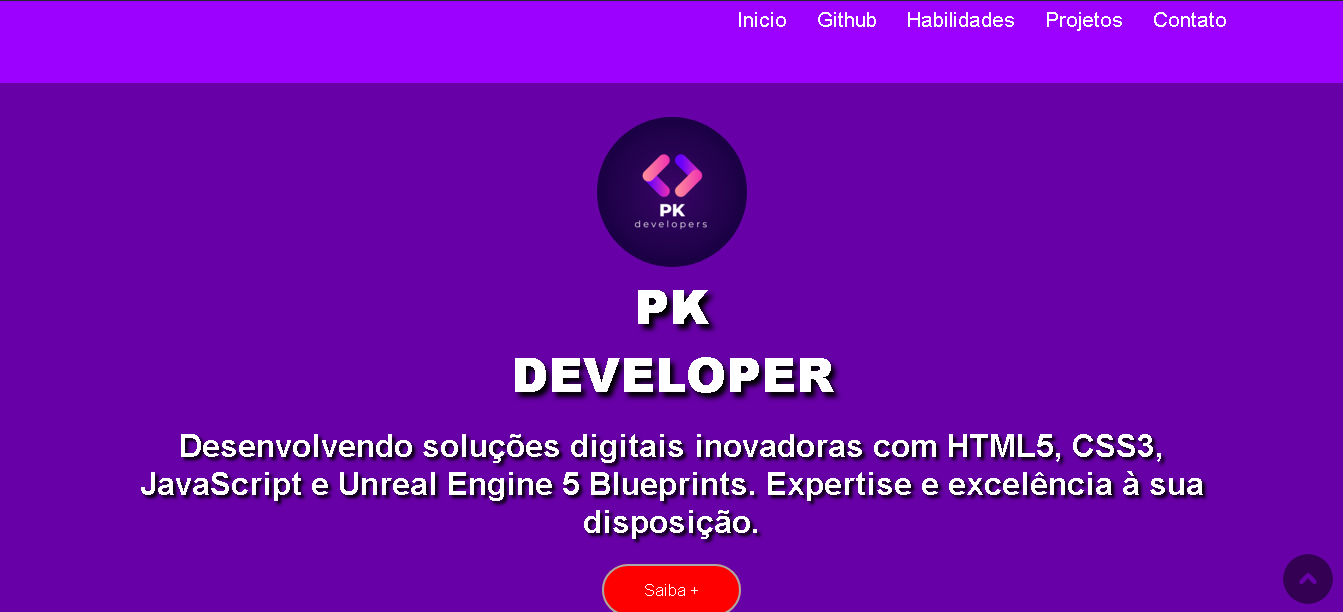 Inicio Github Habilidades Projetos Contato
PK
developers
PK
DEVELOPER
Desenvolvendo soluções digitais inovadoras com HTML5, CSS3,
JavaScript e Unreal Engine 5 Blueprints. Expertise e excelência à sua
disposição.
Saiba +